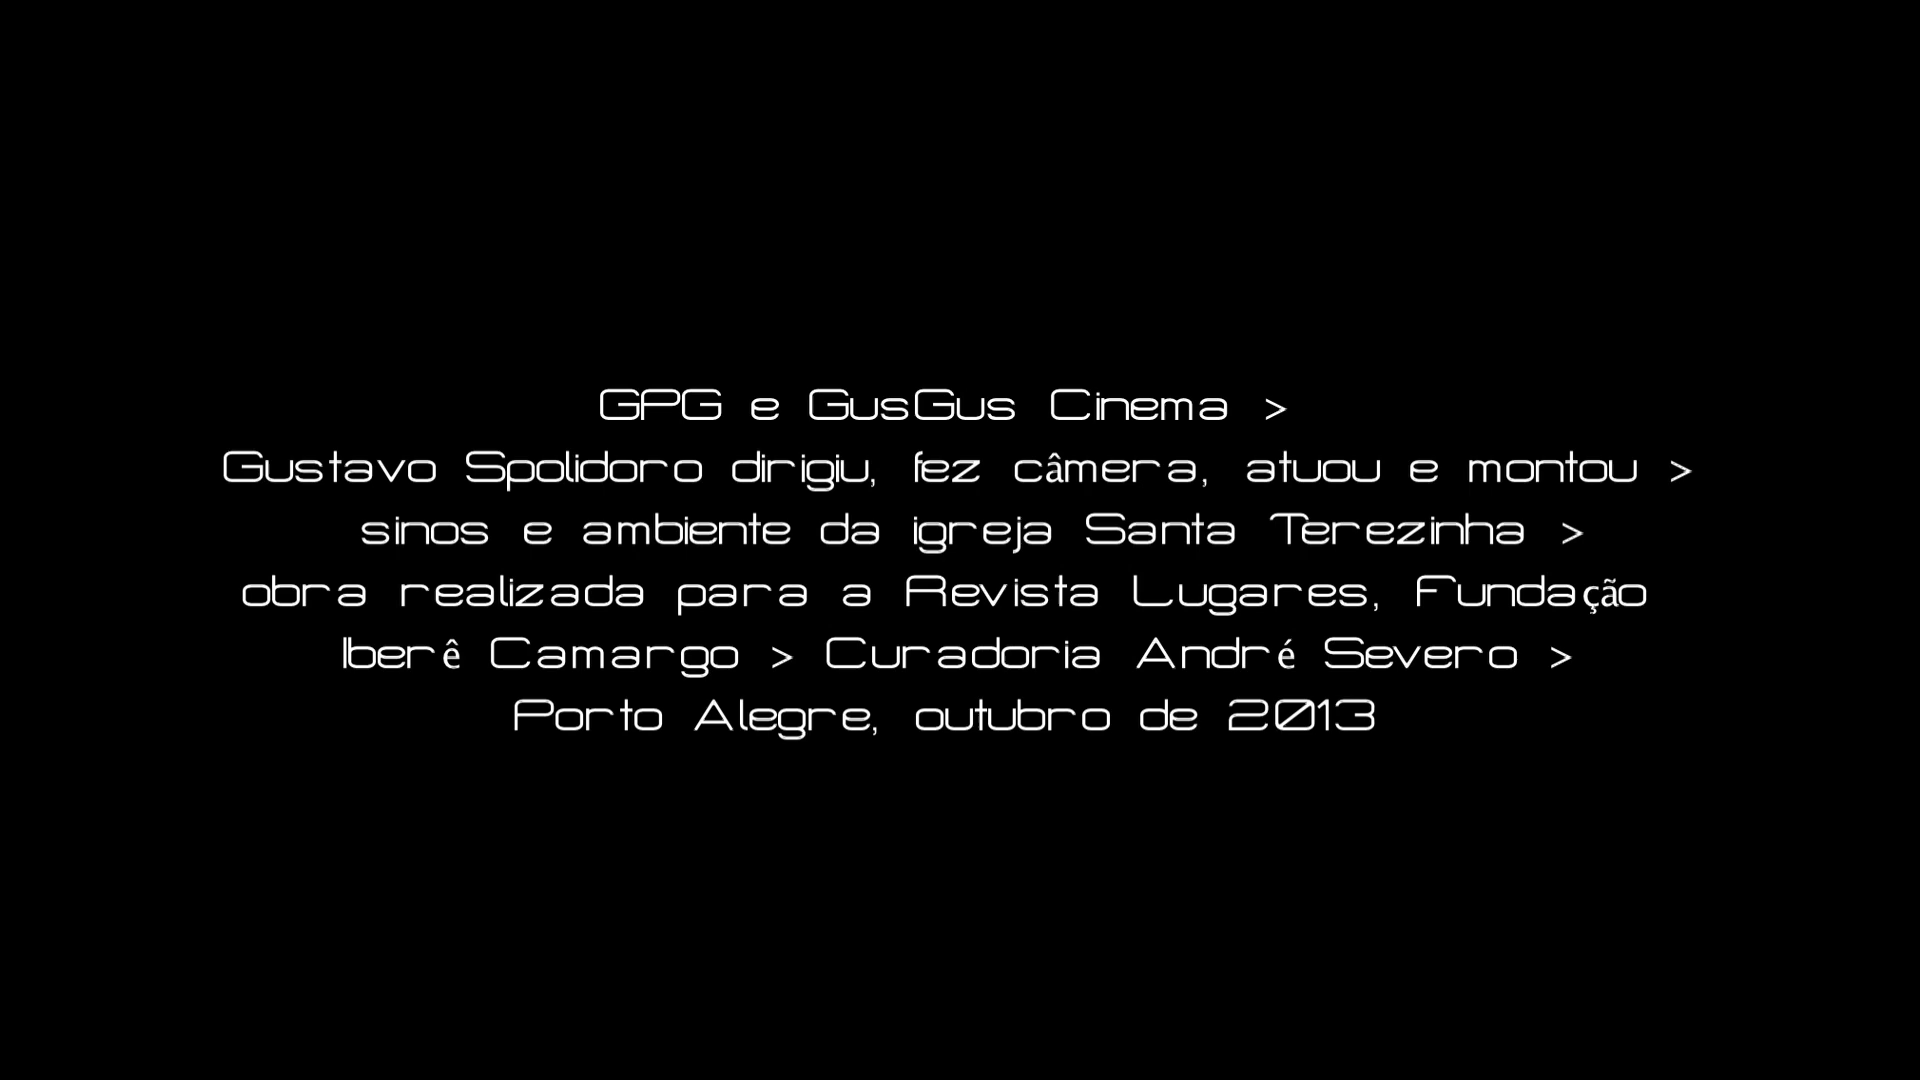 GPG e GusGus Cinema >
Gustavo Spolidoro dirigiu, fez câmera, atuou e montou >
sinos e ambiente da igreja Santa Terezinha >
obra realizada para a Revista Lugares, Fundação
Iberê Camargo > Curadoria André Severo >
Porto Alegre, outubro de 2013